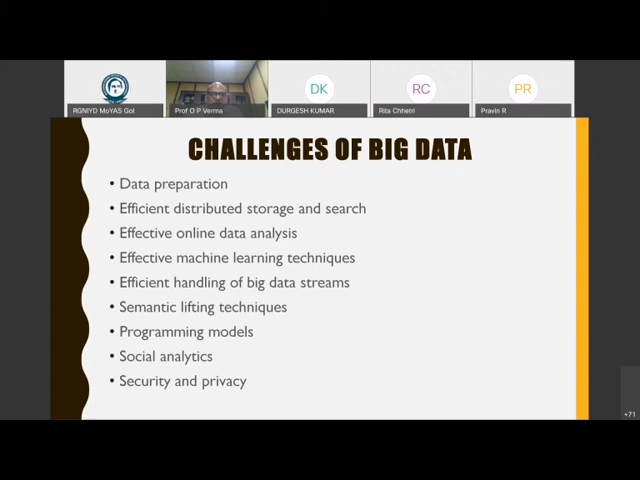 DK
RC
PR
RGNIYD MoYAS GoI
Prof O P Verma
DURGESH KUMAR
Rita Chhetri
Pravin R
CHALLENGES OF BIG DATA
• Data preparation
• Efficient distributed storage and search
• Effective online data analysis
• Effective machine learning techniques
• Efficient handling of big data streams
• Semantic lifting techniques
• Programming models
• Social analytics
• Security and privacy
+71